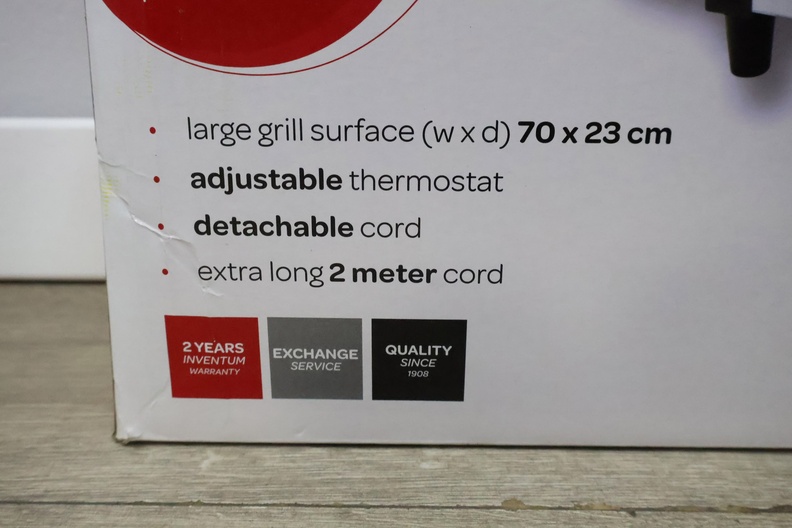 large grill surface (w x d) 70 x 23 cm
adjustable thermostat
detachable cord
extra long 2 meter cord
2 YEARS
INVENTUM
WARRANTY
EXCHANGE
SERVICE
QUALITY
SINCE
1908